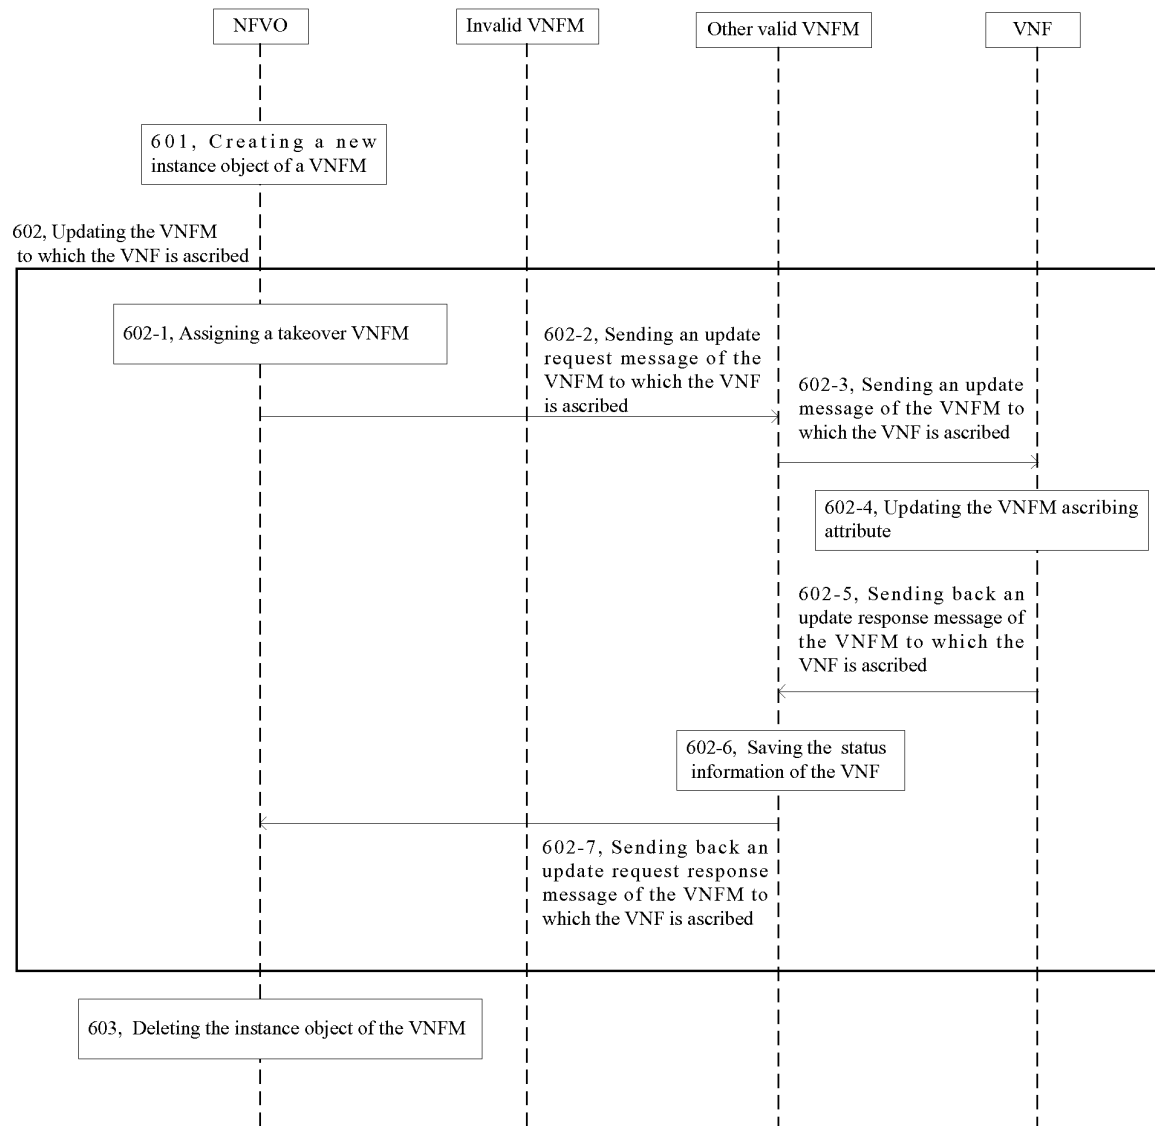 NFVO
Invalid VNFM
Other valid VNFM
VNF
601, Creating a new
instance object of a VNFM
602, Updating the VNFM
to which the VNF is ascribed
602-1, Assigning a takeover VNFM
602-2, Sending an update
request message of the
VNFM to which the VNF
is ascribed
602-3, Sending an update
message of the VNFM to
which the VNF is ascribed
602-4, Updating the VNFM ascribing
attribute
602-5, Sending back an
update response message of
the VNFM to which the
VNF is ascribed
602-6, Saving the status
information of the VNF
602-7, Sending back an
update request response
message of the VNFM to
which the VNF is ascribed
603, Deleting the instance object of the VNFM